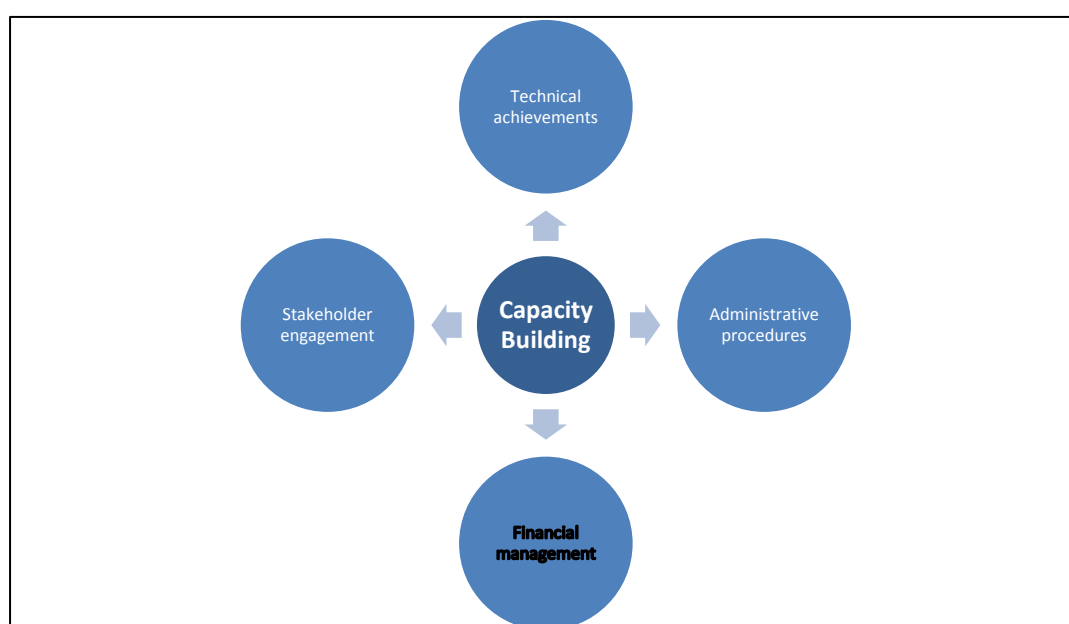 Technical
achievements
Stakeholder
engagement
Capacity
Building
Administrative
procedures
Financial
management